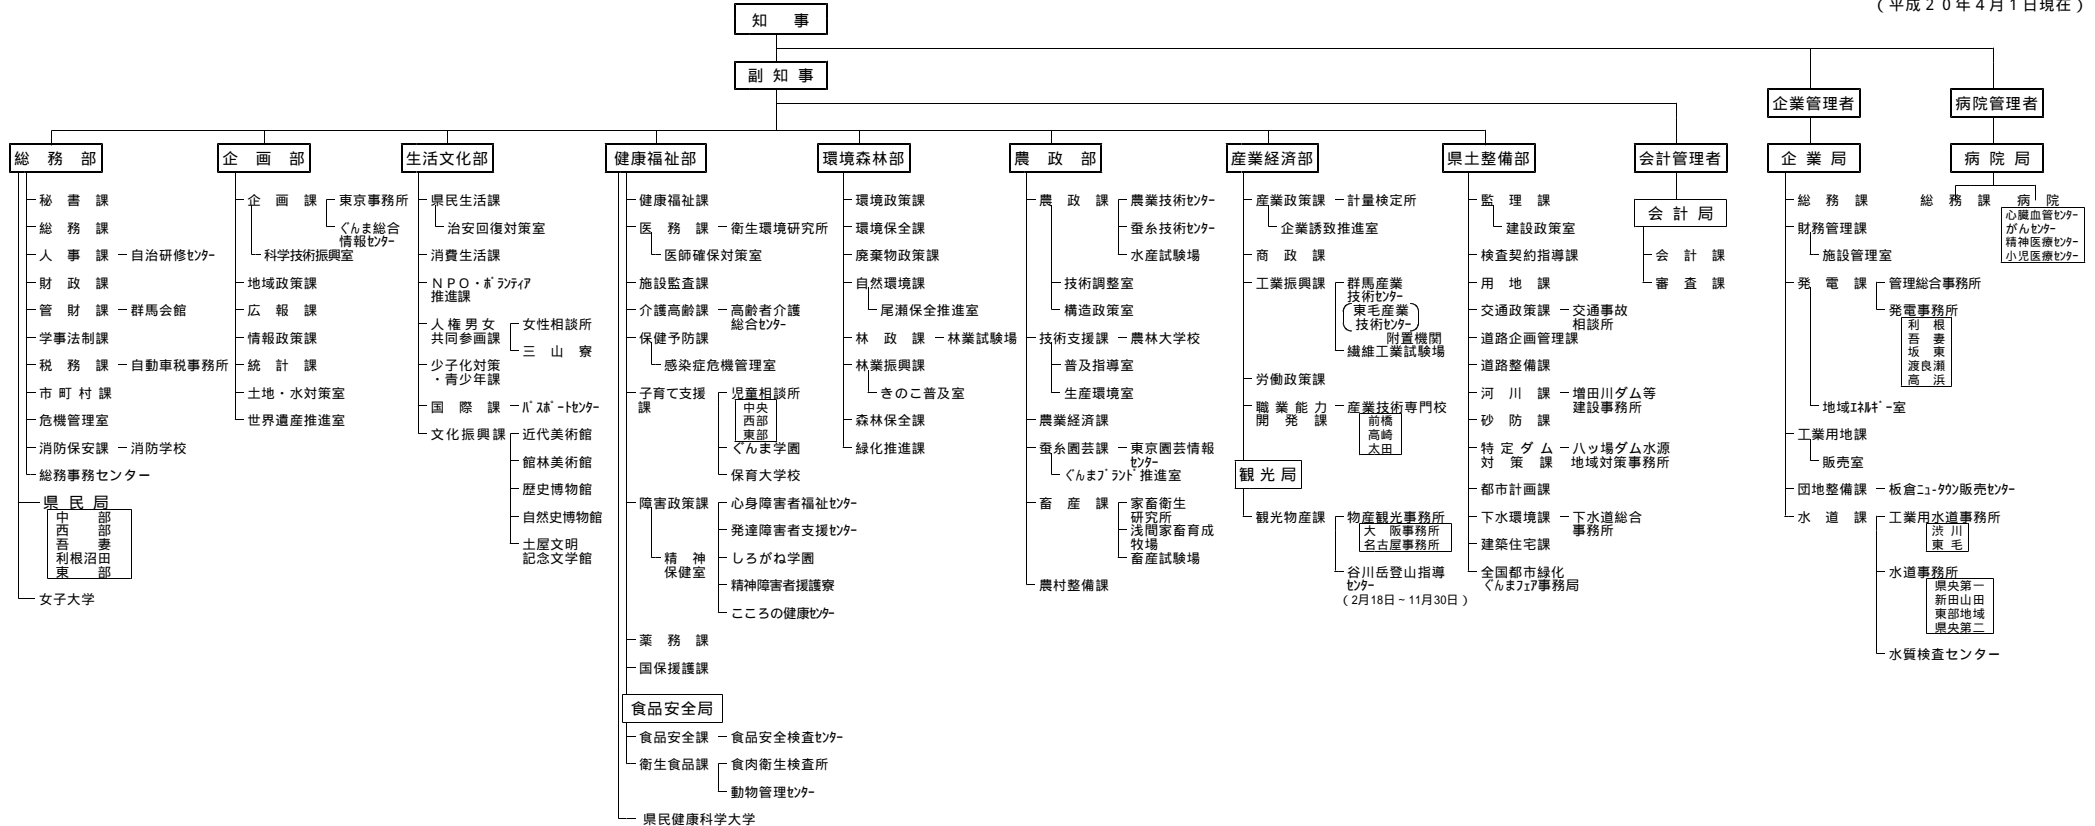 （平成２０年４月１日現在）
知　事
副 知 事
企業管理者
病院管理者
総　務　部
秘　書　課
総　務　課
人　事　課
自治研修ｾﾝﾀｰ
財　政　課
管　財　課
群馬会館
学事法制課
税　務　課
自動車税事務所
市 町 村 課
危機管理室
消防保安課
消防学校
総務事務センター
県 民 局
中　　部
西　　部
吾　　妻
利根沼田
東　　部
女子大学
企　画　部
企　画　課
東京事務所
ぐんま総合
情報ｾﾝﾀｰ
科学技術振興室
地域政策課
広　報　課
情報政策課
統　計　課
土地・水対策室
世界遺産推進室
生活文化部
県民生活課
治安回復対策室
消費生活課
ＮＰＯ・ﾎﾞﾗﾝﾃｨｱ
推進課
人 権 男 女
共同参画課
女性相談所
三　山　寮
少子化対策
・青少年課
国　際　課
ﾊﾟｽﾎﾟｰﾄｾﾝﾀｰ
文化振興課
近代美術館
館林美術館
歴史博物館
自然史博物館
土屋文明
記念文学館
健康福祉部
健康福祉課
医　務　課
衛生環境研究所
医師確保対策室
施設監査課
介護高齢課
高齢者介護
総合ｾﾝﾀｰ
保健予防課
感染症危機管理室
子育て支援
課
児童相談所
中央
西部
東部
ぐんま学園
保育大学校
障害政策課
心身障害者福祉ｾﾝﾀｰ
発達障害者支援ｾﾝﾀｰ
精　神
保健室
しろがね学園
精神障害者援護寮
こころの健康ｾﾝﾀｰ
薬　務　課
国保援護課
食品安全局
食品安全課
食品安全検査ｾﾝﾀｰ
衛生食品課
食肉衛生検査所
動物管理ｾﾝﾀｰ
県民健康科学大学
環境森林部
環境政策課
環境保全課
廃棄物政策課
自然環境課
尾瀬保全推進室
林　政　課
林業試験場
林業振興課
きのこ普及室
森林保全課
緑化推進課
農　政　部
農　政　課
農業技術ｾﾝﾀｰ
蚕糸技術ｾﾝﾀｰ
水産試験場
技術調整室
構造政策室
技術支援課
農林大学校
普及指導室
生産環境室
農業経済課
蚕糸園芸課
東京園芸情報
ｾﾝﾀｰ
ぐんまﾌﾞﾗﾝﾄﾞ推進室
畜　産　課
家畜衛生
研究所
浅間家畜育成
牧場
畜産試験場
農村整備課
産業経済部
産業政策課
計量検定所
企業誘致推進室
商　政　課
工業振興課
群馬産業
技術ｾﾝﾀｰ
東毛産業
技術ｾﾝﾀｰ
附置機関
繊維工業試験場
労働政策課
職 業 能 力
開　発　課
産業技術専門校
前橋
高崎
太田
観 光 局
観光物産課
物産観光事務所
大　阪事務所
名古屋事務所
谷川岳登山指導
ｾﾝﾀｰ
（2月18日～11月30日）
県土整備部
監　理　課
建設政策室
検査契約指導課
用　地　課
交通政策課
交通事故
相談所
道路企画管理課
道路整備課
河　川　課
増田川ダム等
建設事務所
砂　防　課
特 定 ダ ム
対　策　課
八ッ場ダム水源
地域対策事務所
都市計画課
下水環境課
下水道総合
事務所
建築住宅課
全国都市緑化
ぐんまﾌｪｱ事務局
会計管理者
会 計 局
会　計　課
審　査　課
企 業 局
総　務　課
財務管理課
施設管理室
発　電　課
管理総合事務所
発電事務所
利　根
吾　妻
坂　東
渡良瀬
高　浜
地域ｴﾈﾙｷﾞｰ室
工業用地課
販売室
団地整備課
板倉ﾆｭｰﾀｳﾝ販売ｾﾝﾀｰ
水　道　課
工業用水道事務所
渋 川
東 毛
水道事務所
県央第一
新田山田
東部地域
県央第二
水質検査センター
病 院 局
総　務　課
病　院
心臓血管ｾﾝﾀｰ
がんｾﾝﾀｰ
精神医療ｾﾝﾀｰ
小児医療ｾﾝﾀｰ